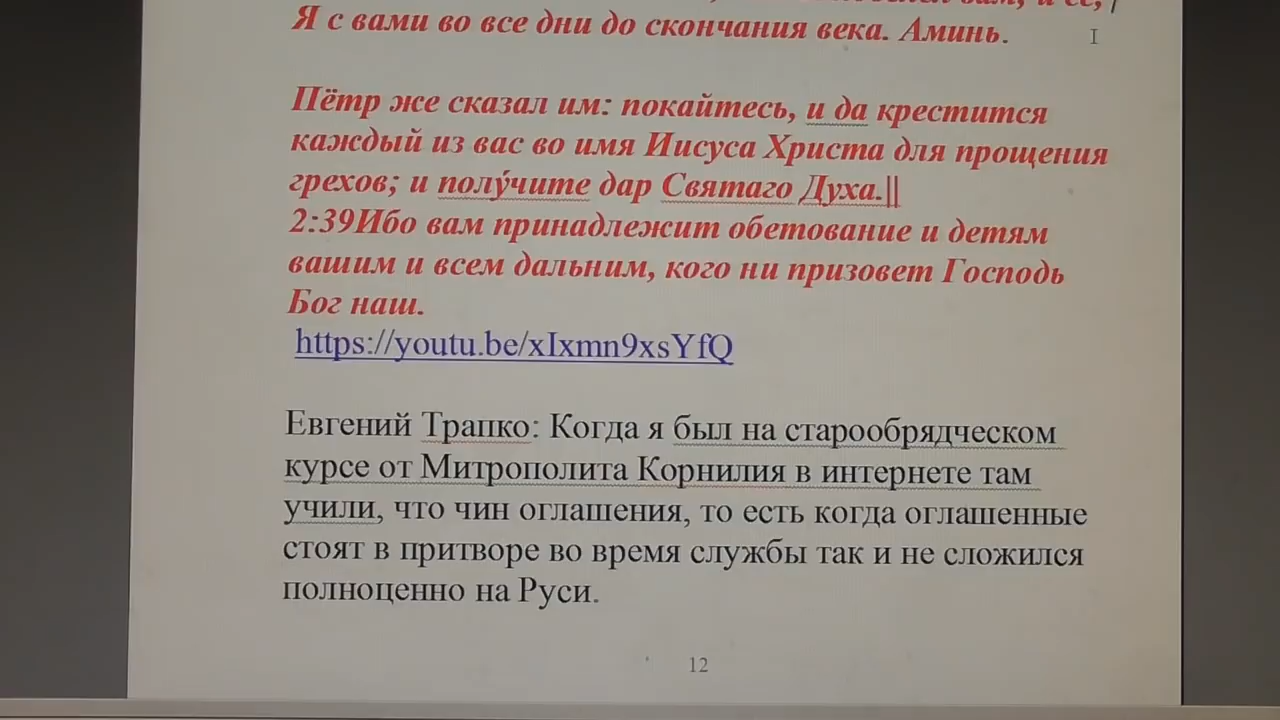 Я с вами во все дни до скончания века. Аминь.
Пётр же сказал им: покайтесь, и да крестится
каждый из вас во имя Иисуса Христа для прощения
грехов; и полу́чите дар Святаго Духа.||
2:39Ибо вам принадлежит обетование и детям
вашим и всем дальним, кого ни призовет Господь
Бог наш.
https://youtu.be/xIxmn9xsYfQ
Евгений Трапко: Когда я был на старообрядческом
курсе от Митрополита Корнилия в интернете там
учили, что чин оглашения, то есть когда оглашенные
стоят в притворе во время службы так и не сложился
полноценно на Руси.
12